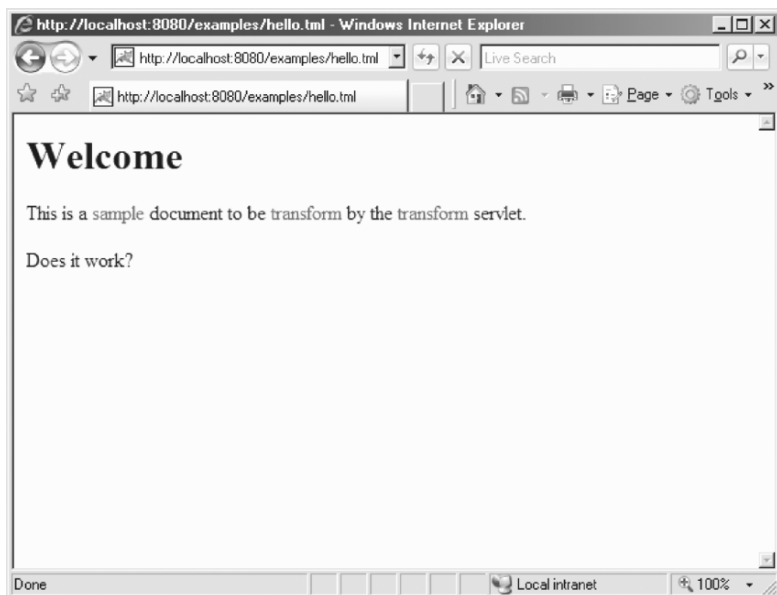 http://localhost:8080/examples/hello.tml - Windows Internet Explorer
http://localhost:8080/examples/hello.tml
Live Search
http://localhost:8080/examples/hello.tml
Page
Tools
Welcome
This is a sample document to be transform by the transform servlet.
Does it work?
Done
Local intranet
100%